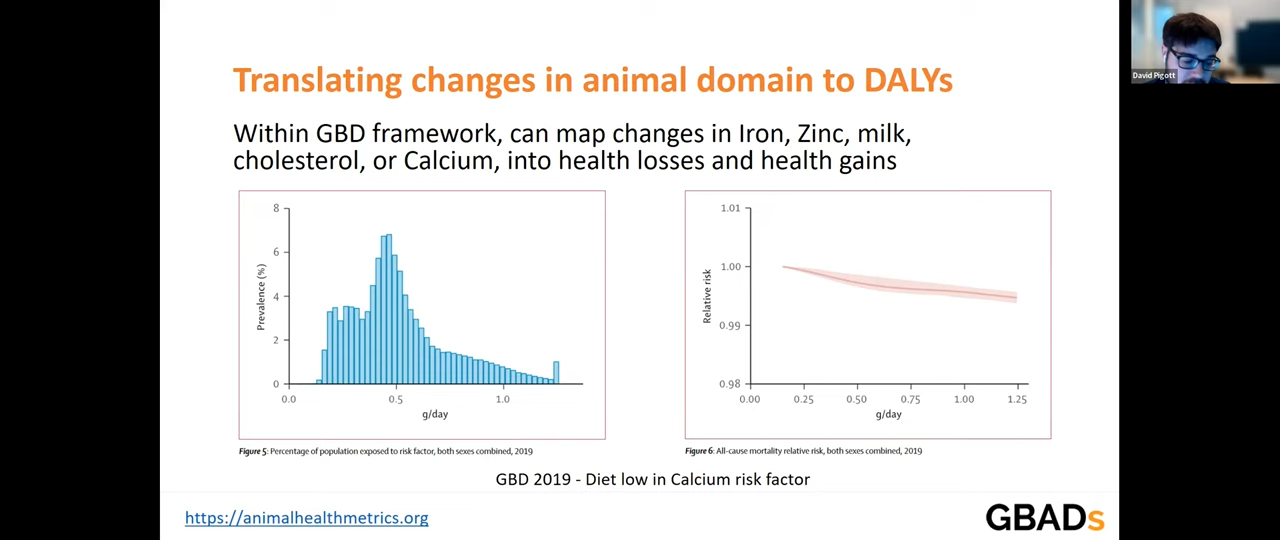 Translating changes in animal domain to DALYs
Within GBD framework, can map changes in Iron, Zinc, milk,
cholesterol, or Calcium, into health losses and health gains
8
6
4
2
0
Prevalence (%)
0.0 0.5 1.0
g/day
Figure 5: Percentage of population exposed to risk factor, both sexes combined, 2019
1.01
1.00
0.99
0.98
Relative risk
0.00 0.25 0.50 0.75 1.00 1.25
g/day
Figure 6: All-cause mortality relative risk, both sexes combined, 2019
GBD 2019 - Diet low in Calcium risk factor
https://animalhealthmetrics.org
GBADs
David Pigott